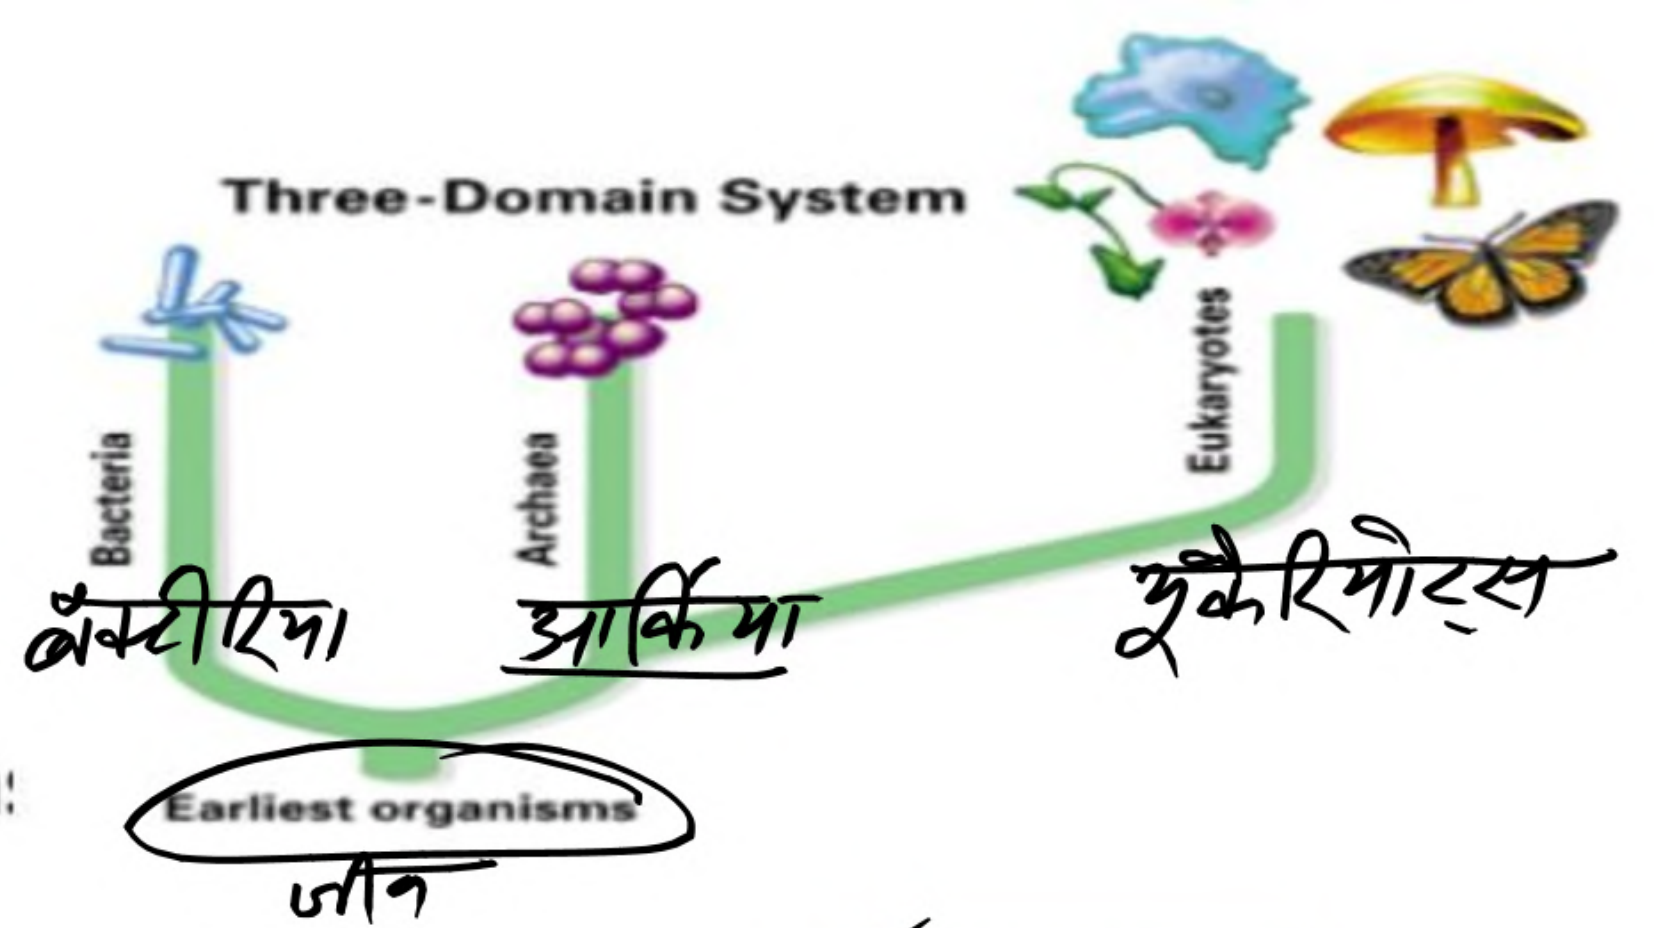 Three-Domain System
Bacteria
Archaea
Eukaryotes
बॅक्टीरिया
आर्किया
यूकैरियोट्स
Earliest organisms
जीव